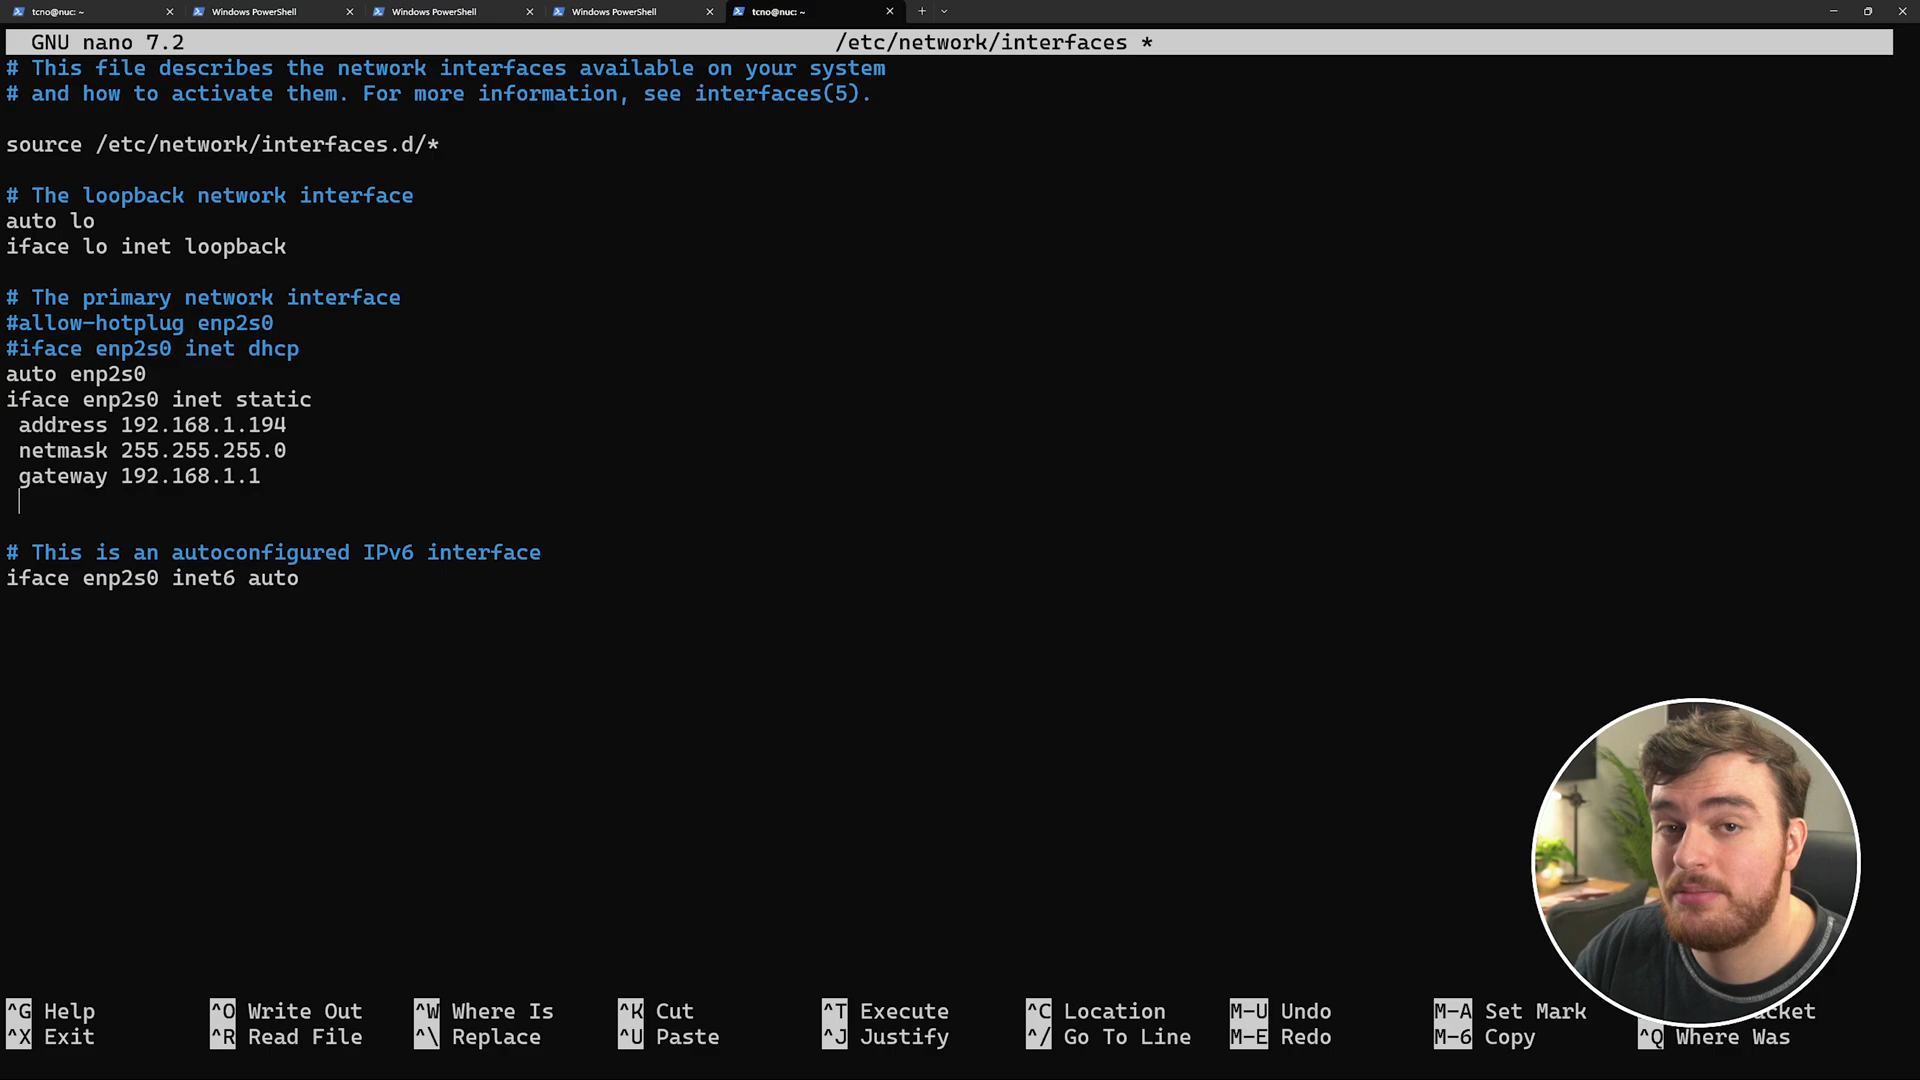 tcno@nuc: ~
Windows PowerShell
Windows PowerShell
Windows PowerShell
tcno@nuc: ~
GNU nano 7.2
/etc/network/interfaces *
# This file describes the network interfaces available on your system
# and how to activate them. For more information, see interfaces(5).
source /etc/network/interfaces.d/*
# The loopback network interface
auto lo
iface lo inet loopback
# The primary network interface
#allow-hotplug enp2s0
#iface enp2s0 inet dhcp
auto enp2s0
iface enp2s0 inet static
address 192.168.1.194
netmask 255.255.255.0
gateway 192.168.1.1
# This is an autoconfigured IPv6 interface
iface enp2s0 inet6 auto
^G Help ^O Write Out ^W Where Is ^K Cut ^T Execute ^C Location M-U Undo M-A Set Mark
^X Exit ^R Read File ^\ Replace ^U Paste ^J Justify ^/ Go To Line M-E Redo M-6 Copy ^Q Where Was